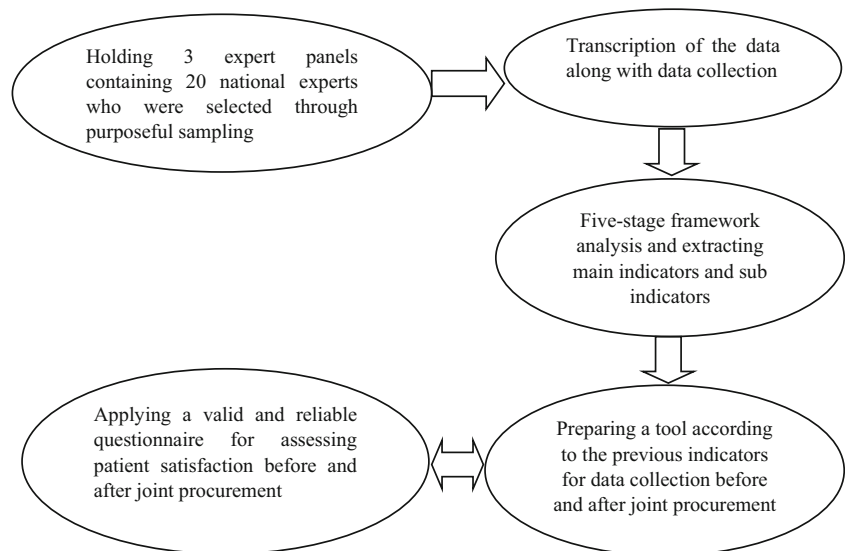 Holding 3 expert panels
containing 20 national experts
who were selected through
purposeful sampling
Transcription of the data
along with data collection
Five-stage framework
analysis and extracting
main indicators and sub
indicators
Preparing a tool according
to the previous indicators
for data collection before
and after joint procurement
Applying a valid and reliable
questionnaire for assessing
patient satisfaction before and
after joint procurement